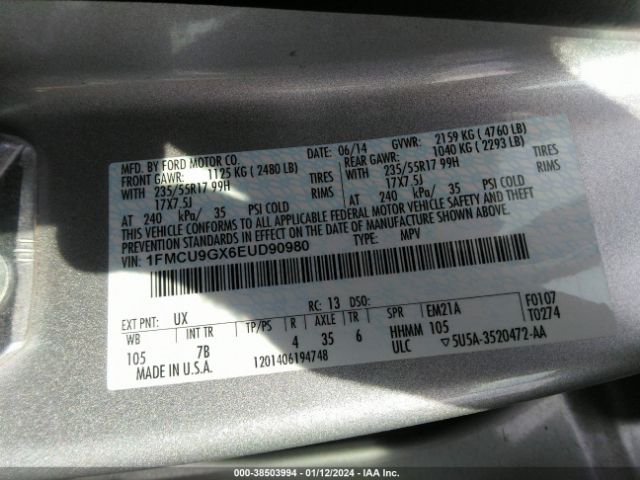 MFD. BY FORD MOTOR CO.
DATE: 06/14 GVWR: 2159 KG ( 4760 LB)
FRONT GAWR: 1125 KG ( 2480 LB) REAR GAWR: 1040 KG ( 2293 LB)
WITH 235/55R17 99H TIRES WITH 235/55R17 99H TIRES
17X7.5J RIMS 17X7.5J RIMS
AT 240 kPa/ 35 PSI COLD AT 240 kPa/ 35 PSI COLD
THIS VEHICLE CONFORMS TO ALL APPLICABLE FEDERAL MOTOR VEHICLE SAFETY AND THEFT
PREVENTION STANDARDS IN EFFECT ON THE DATE OF MANUFACTURE SHOWN ABOVE.
VIN: 1FMCU9GX6EUD90980 TYPE: MPV
EXT PNT: UX RC: 13 DSO: F0107
WB INT TR TP/PS R AXLE TR SPR EM21A T0274
105 7B 4 35 6 HHMM 105
MADE IN U.S.A. 1201406194748 ULC ▽5U5A-3520472-AA
000-38503994 - 01/12/2024 - IAA Inc.